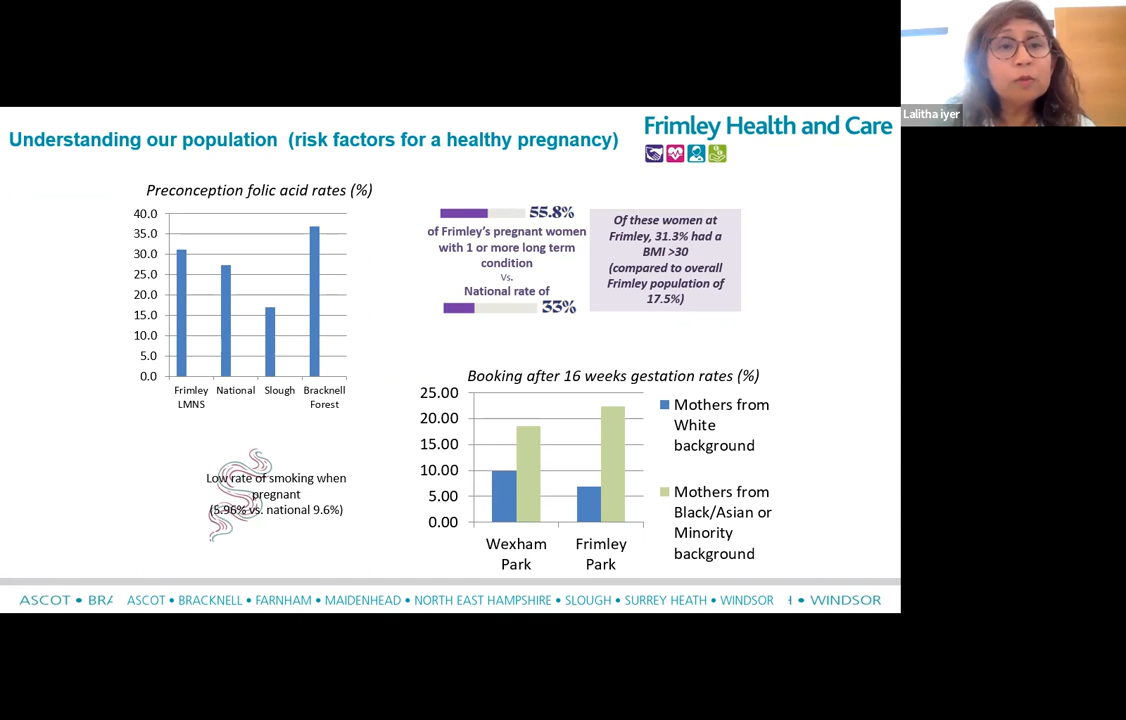 Lalitha iyer
Understanding our population (risk factors for a healthy pregnancy)
Frimley Health and Care
Preconception folic acid rates (%)
40.0
35.0
30.0
25.0
20.0
15.0
10.0
5.0
0.0
Frimley LMNS
National
Slough
Bracknell Forest
55.8%
of Frimley's pregnant women
with 1 or more long term
condition
Vs.
National rate of
33%
Of these women at
Frimley, 31.3% had a
BMI >30
(compared to overall
Frimley population of
17.5%)
Low rate of smoking when
pregnant
(5.96% vs. national 9.6%)
Booking after 16 weeks gestation rates (%)
25.00
20.00
15.00
10.00
5.00
0.00
Wexham
Park
Frimley
Park
Mothers from
White
background
Mothers from
Black/Asian or
Minority
background
ASCOT • BRA ASCOT • BRACKNELL • FARNHAM • MAIDENHEAD • NORTH EAST HAMPSHIRE • SLOUGH • SURREY HEATH • WINDSOR H • WINDSOR